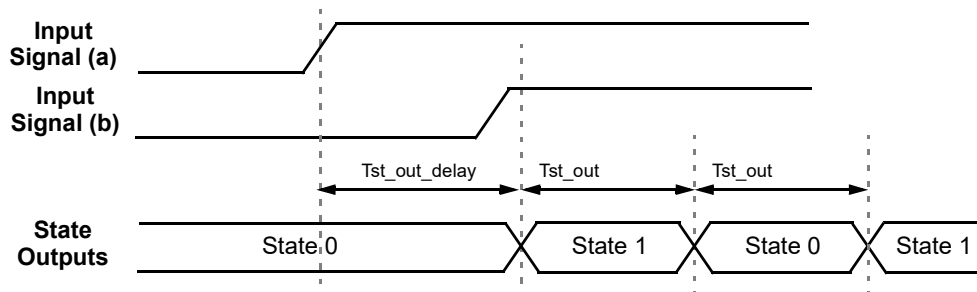 Input
Signal (a)
Input
Signal (b)
Tst_out_delay
Tst_out
Tst_out
State
Outputs
State 0
State 1
State 0
State 1